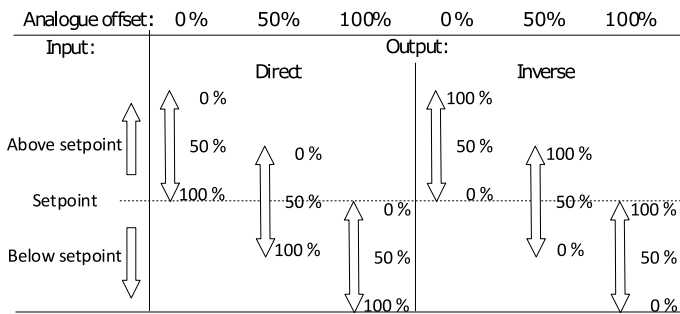 Analogue offset: 0 % 50% 100% 0 % 50% 100%
Input: Output:
Direct Inverse
0 % 100 %
Above setpoint 50 % 0 % 50 % 100 %
Setpoint 100 % 50 % 0 % 0 % 50 % 100 %
Below setpoint 100 % 50 % 0 % 50 %
100 % 0 %